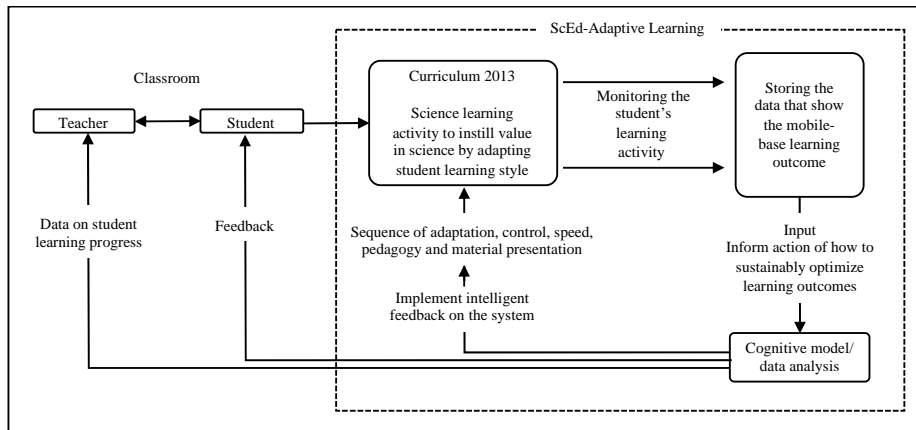 ScEd-Adaptive Learning
Classroom
Teacher
Student
Curriculum 2013
Science learning
activity to instill value
in science by adapting
student learning style
Monitoring the
student's
learning
activity
Storing the
data that show
the mobile-
base learning
outcome
Data on student
learning progress
Feedback
Sequence of adaptation, control, speed,
pedagogy and material presentation
Implement intelligent
feedback on the system
Input
Inform action of how to
sustainably optimize
learning outcomes
Cognitive model/
data analysis